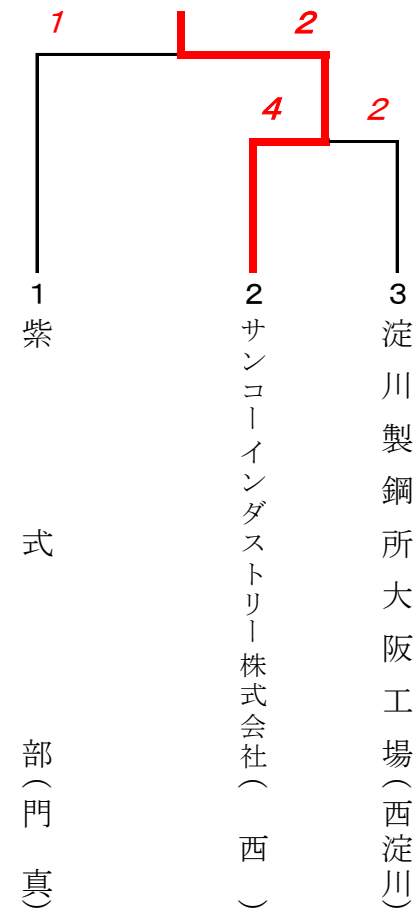 1 2
4 2
1 2 3
紫式部(門真)
サンコーインダストリー株式会社(西)
淀川製鋼所大阪工場(西淀川)